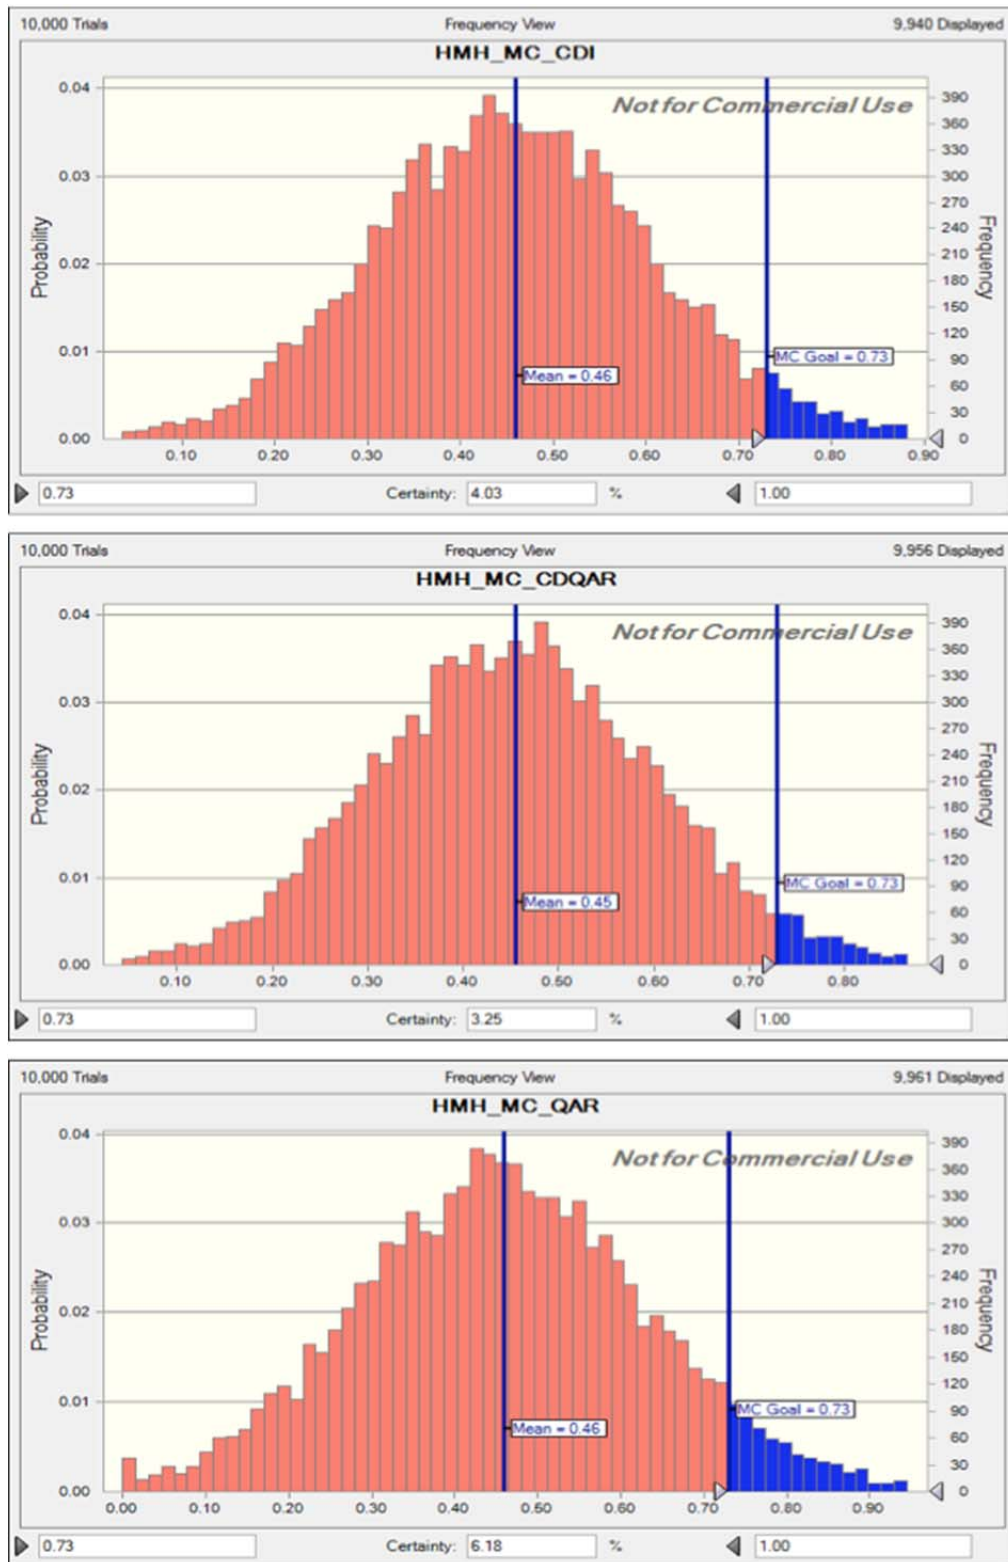 10,000 Trials Frequency View 9,940 Displayed
HMH_MC_CDI
Not for Commercial Use
0.04
0.03
0.02
0.01
0.00
Probability
390
360
330
300
270
240
210
180
150
120
90
60
30
0
Frequency
MC Goal = 0.73
Mean = 0.46
0.10 0.20 0.30 0.40 0.50 0.60 0.70 0.80 0.90
0.73 Certainty: 4.03 % 1.00
10,000 Trials Frequency View 9,956 Displayed
HMH_MC_CDQAR
Not for Commercial Use
0.04
0.03
0.02
0.01
0.00
Probability
390
360
330
300
270
240
210
180
150
120
90
60
30
0
Frequency
MC Goal = 0.73
Mean = 0.45
0.10 0.20 0.30 0.40 0.50 0.60 0.70 0.80
0.73 Certainty: 3.25 % 1.00
10,000 Trials Frequency View 9,961 Displayed
HMH_MC_QAR
Not for Commercial Use
0.04
0.03
0.02
0.01
0.00
Probability
390
360
330
300
270
240
210
180
150
120
90
60
30
0
Frequency
MC Goal = 0.73
Mean = 0.46
0.00 0.10 0.20 0.30 0.40 0.50 0.60 0.70 0.80 0.90
0.73 Certainty: 6.18 % 1.00